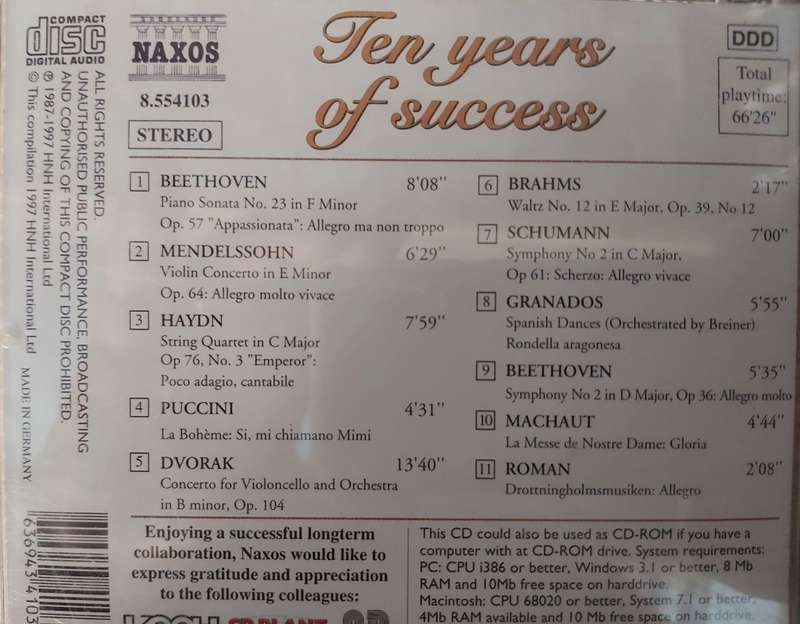 COMPACT
disc
DIGITAL AUDIO
NAXOS
8.554103
STEREO
Ten years
of success
DDD
Total
playtime:
66'26"
ALL RIGHTS RESERVED.
UNAUTHORISED PUBLIC PERFORMANCE, BROADCASTING
AND COPYING OF THIS COMPACT DISC PROHIBITED.
℗ 1987-1997 HNH International Ltd
© This compilation 1997 HNH International Ltd
MADE IN GERMANY
1 BEETHOVEN 8'08"
Piano Sonata No. 23 in F Minor
Op. 57 "Appassionata": Allegro ma non troppo
2 MENDELSSOHN 6'29"
Violin Concerto in E Minor
Op. 64: Allegro molto vivace
3 HAYDN 7'59"
String Quartet in C Major
Op 76, No. 3 "Emperor":
Poco adagio, cantabile
4 PUCCINI 4'31"
La Bohème: Si, mi chiamano Mimi
5 DVORAK 13'40"
Concerto for Violoncello and Orchestra
in B minor, Op. 104
6 BRAHMS 2'17"
Waltz No. 12 in E Major, Op. 39, No 12
7 SCHUMANN 7'00"
Symphony No 2 in C Major,
Op 61: Scherzo: Allegro vivace
8 GRANADOS 5'55"
Spanish Dances (Orchestrated by Breiner)
Rondella aragonesa
9 BEETHOVEN 5'35"
Symphony No 2 in D Major, Op 36: Allegro molto
10 MACHAUT 4'44"
La Messe de Nostre Dame: Gloria
11 ROMAN 2'08"
Drottningholmsmusiken: Allegro
Enjoying a successful longterm
collaboration, Naxos would like to
express gratitude and appreciation
to the following colleagues:
KOCH CD PLANT
This CD could also be used as CD-ROM if you have a
computer with at CD-ROM drive. System requirements:
PC: CPU i386 or better, Windows 3.1 or better, 8 Mb
RAM and 10Mb free space on harddrive.
Macintosh: CPU 68020 or better, System 7.1 or better,
4Mb RAM available and 10 Mb free space on harddrive.